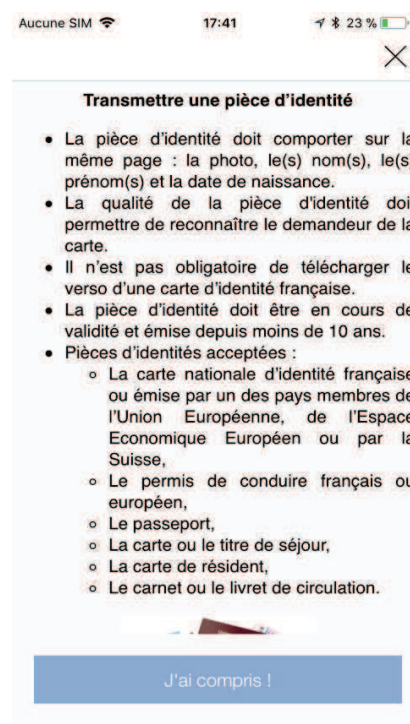 Aucune SIM 17:41 23 %
Transmettre une pièce d'identité
• La pièce d'identité doit comporter sur la
même page : la photo, le(s) nom(s), le(s
prénom(s) et la date de naissance.
• La qualité de la pièce d'identité doi
permettre de reconnaître le demandeur de la
carte.
• Il n'est pas obligatoire de télécharger le
verso d'une carte d'identité française.
• La pièce d'identité doit être en cours de
validité et émise depuis moins de 10 ans.
• Pièces d'identités acceptées :
○ La carte nationale d'identité française
ou émise par un des pays membres de
l'Union Européenne, de l'Espace
Economique Européen ou par la
Suisse,
○ Le permis de conduire français ou
européen,
○ Le passeport,
○ La carte ou le titre de séjour,
○ La carte de résident,
○ Le carnet ou le livret de circulation.
J'ai compris !